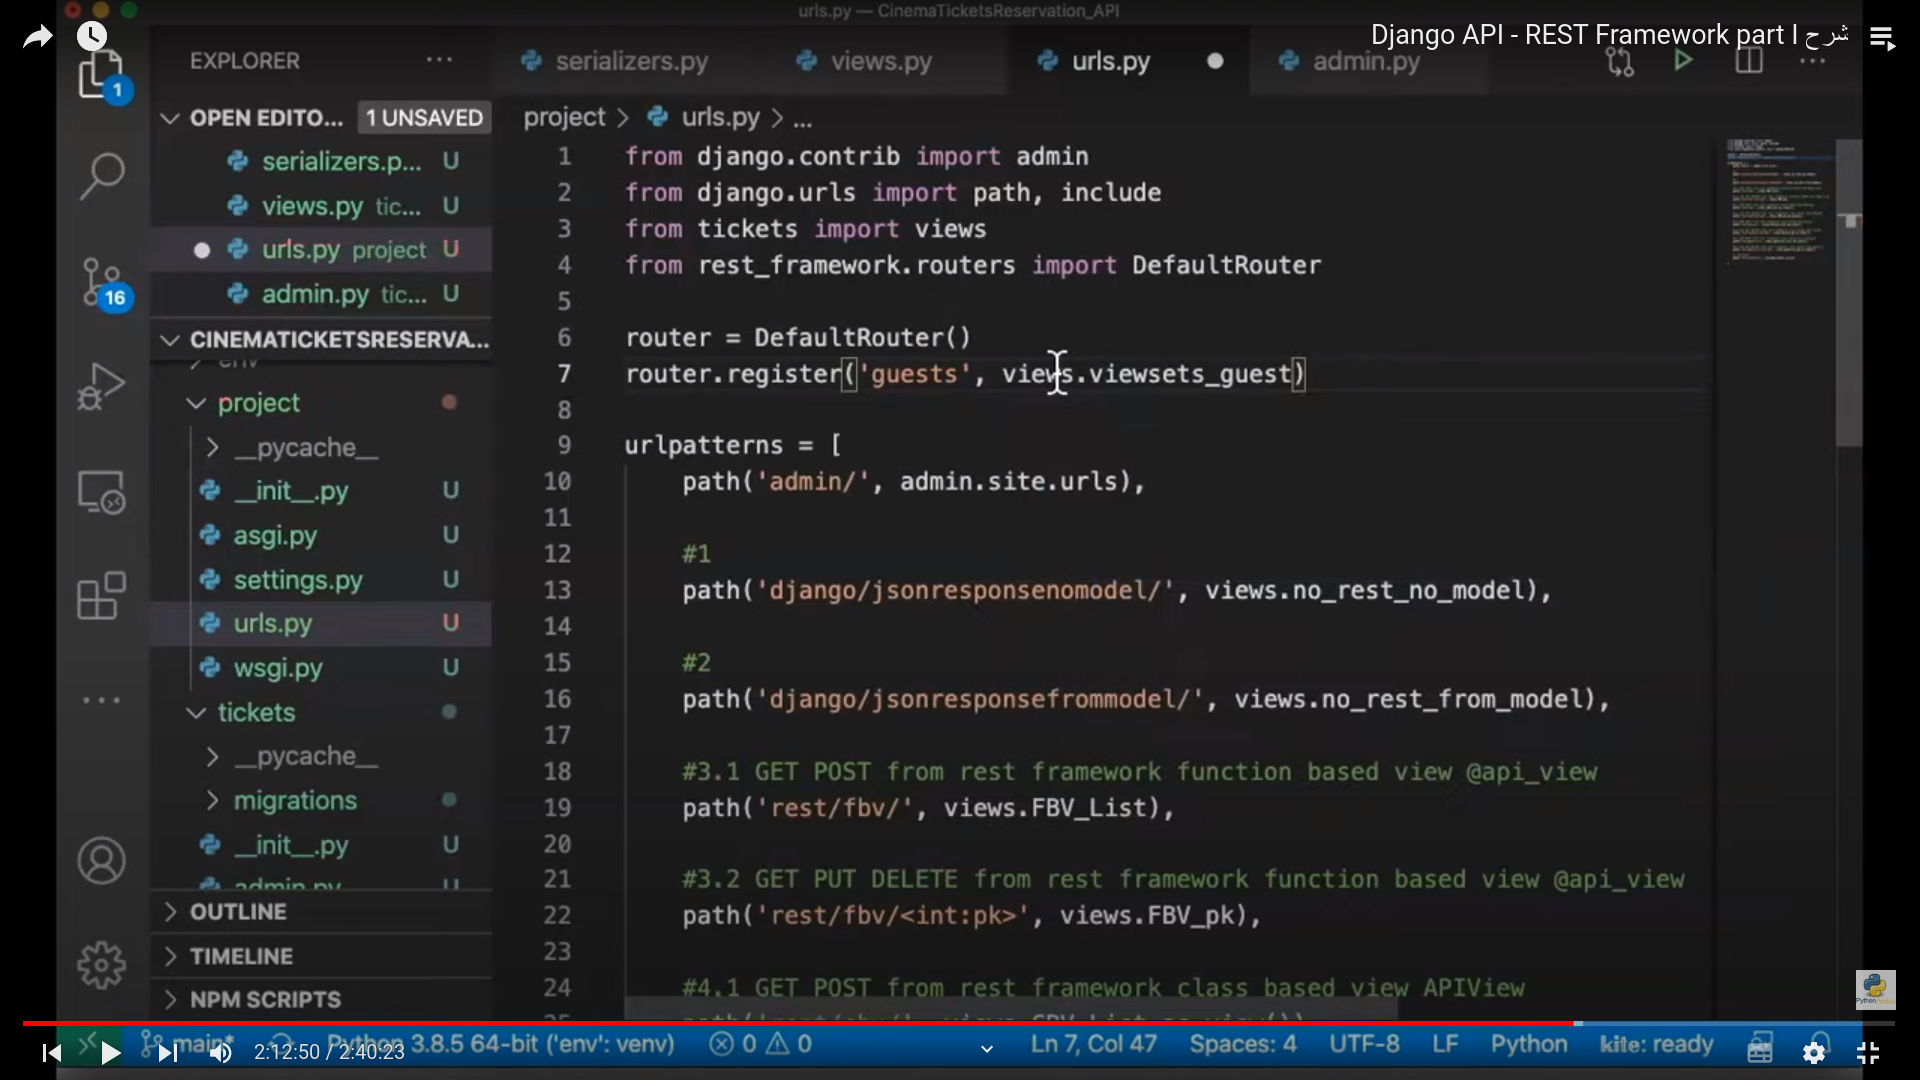 urls.py — CinemaTicketsReservation_API
Django API - REST Framework part I شرح
EXPLORER
serializers.py
views.py
urls.py
admin.py
1
OPEN EDITO... 1 UNSAVED
serializers.p... U
views.py tic... U
urls.py project U
admin.py tic... U
16
CINEMATICKETSRESERVA...
env
project
__pycache__
__init__.py U
asgi.py U
settings.py U
urls.py U
wsgi.py U
tickets
__pycache__
migrations
__init__.py U
admin.py U
OUTLINE
TIMELINE
NPM SCRIPTS
project > urls.py > ...
1 from django.contrib import admin
2 from django.urls import path, include
3 from tickets import views
4 from rest_framework.routers import DefaultRouter
5
6 router = DefaultRouter()
7 router.register('guests', views.viewsets_guest)
8
9 urlpatterns = [
10 path('admin/', admin.site.urls),
11
12 #1
13 path('django/jsonresponsenomodel/', views.no_rest_no_model),
14
15 #2
16 path('django/jsonresponsefrommodel/', views.no_rest_from_model),
17
18 #3.1 GET POST from rest framework function based view @api_view
19 path('rest/fbv/', views.FBV_List),
20
21 #3.2 GET PUT DELETE from rest framework function based view @api_view
22 path('rest/fbv/<int:pk>', views.FBV_pk),
23
24 #4.1 GET POST from rest framework class based view APIView
main* Python 3.8.5 64-bit ('env': venv) 0 0 Ln 7, Col 47 Spaces: 4 UTF-8 LF Python kite: ready
2:12:50 / 2:40:23